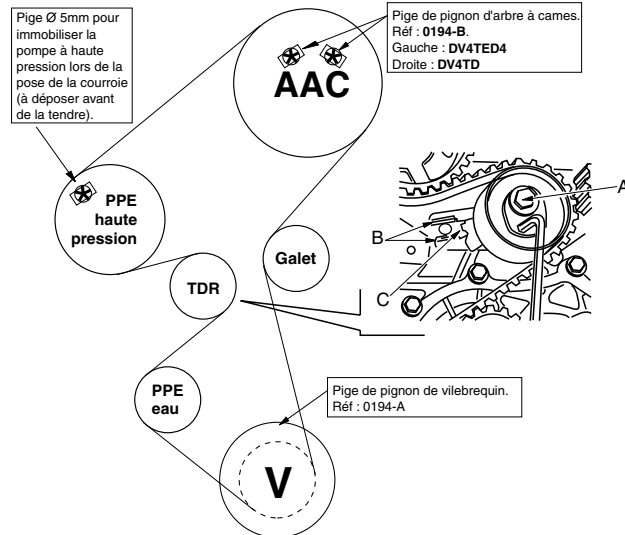 Pige Ø 5mm pour
immobiliser la
pompe à haute
pression lors de la
pose de la courroie
(à déposer avant
de la tendre).
Pige de pignon d'arbre à cames.
Réf : 0194-B.
Gauche : DV4TED4
Droite : DV4TD
AAC
PPE
haute
pression
Galet
TDR
A
B
C
PPE
eau
Pige de pignon de vilebrequin.
Réf : 0194-A
V